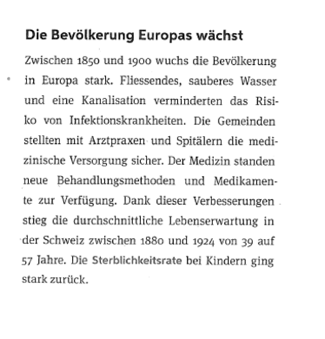 Die Bevölkerung Europas wächst
Zwischen 1850 und 1900 wuchs die Bevölkerung
in Europa stark. Fliessendes, sauberes Wasser
und eine Kanalisation verminderten das Risi-
ko von Infektionskrankheiten. Die Gemeinden
stellten mit Arztpraxen und Spitälern die medi-
zinische Versorgung sicher. Der Medizin standen
neue Behandlungsmethoden und Medikamen-
te zur Verfügung. Dank dieser Verbesserungen
stieg die durchschnittliche Lebenserwartung in
der Schweiz zwischen 1880 und 1924 von 39 auf
57 Jahre. Die Sterblichkeitsrate bei Kindern ging
stark zurück.